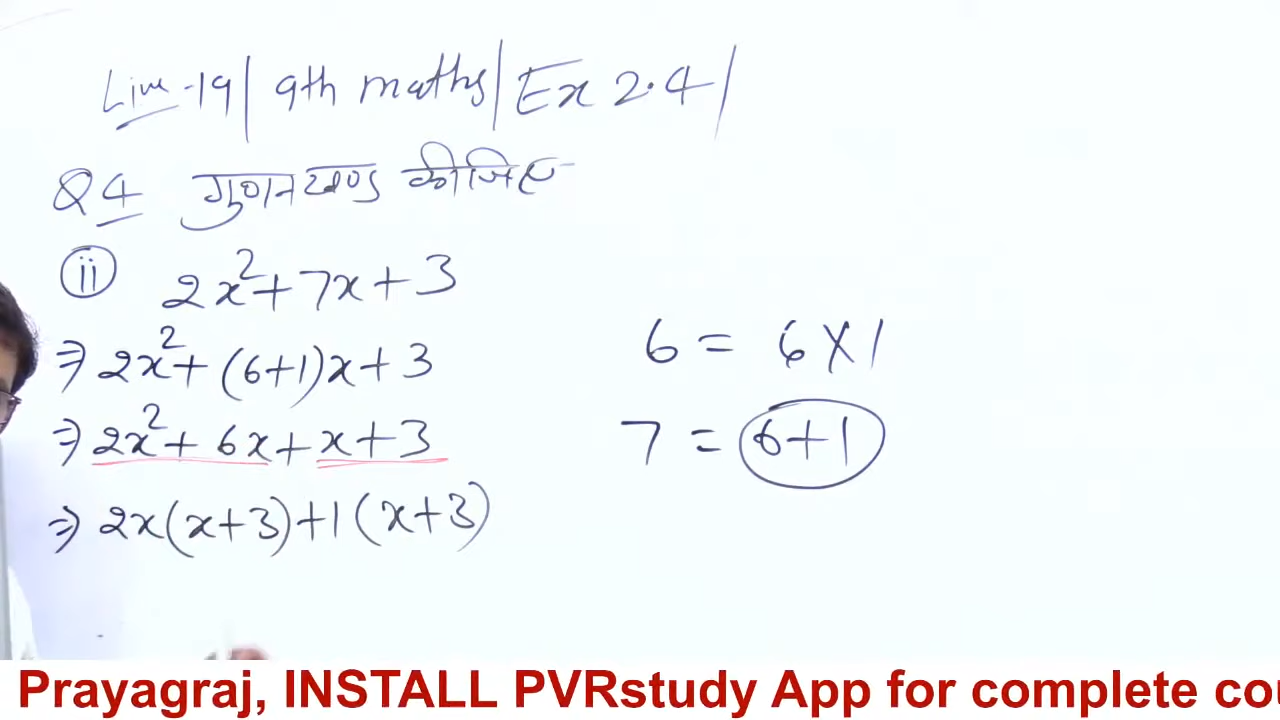 Live-19 | 9th maths | Ex 2.4 |
Q4 गुणनखण्ड कीजिए
ii 2x² + 7x + 3
⇒ 2x² + (6+1)x + 3
6 = 6 X 1
⇒ 2x² + 6x + x + 3
7 = 6+1
⇒ 2x(x+3) + 1(x+3)
Prayagraj, INSTALL PVRstudy App for complete co